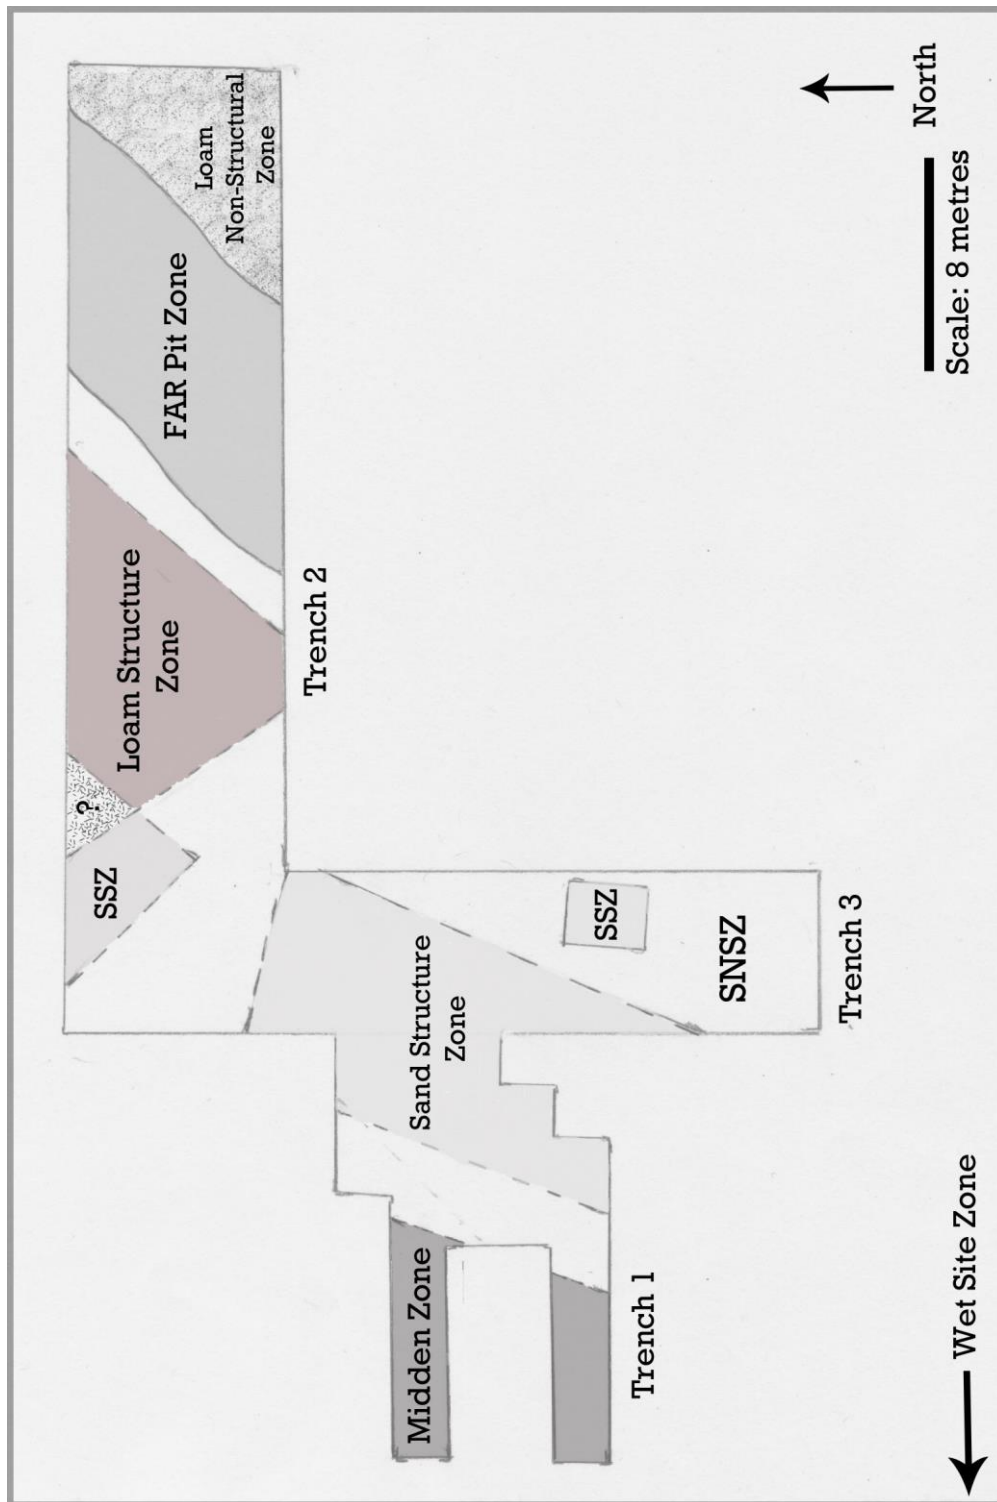 Midden Zone
Sand Structure
Zone
SSZ
?
Loam Structure
Zone
FAR Pit Zone
Loam
Non-Structural
Zone
Trench 2
SSZ
SNSZ
Trench 3
Trench 1
Wet Site Zone
North
Scale: 8 metres